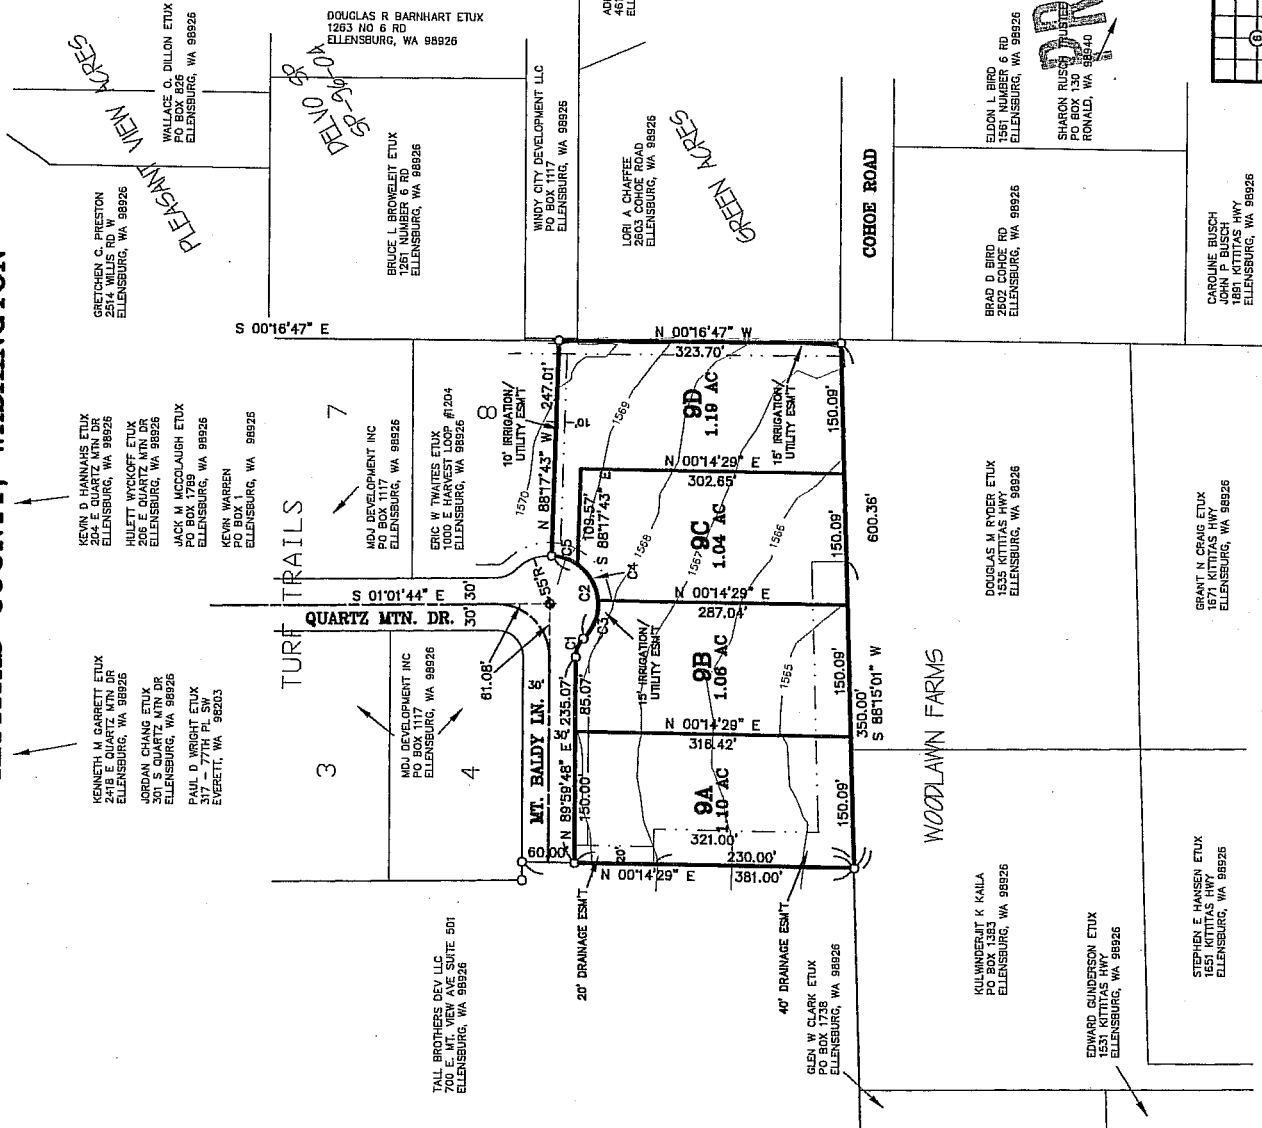 DOUGLAS R BARNHART ETUX
1263 NO 6 RD
ELLENSBURG, WA 98926
WALLACE O. DILLON ETUX
PO BOX 826
ELLENSBURG, WA 98926
PLEASANT VIEW ACRES
GRETCHEN C. PRESTON
2514 WILLIS RD W
ELLENSBURG, WA 98926
DELVO SP
SP-96-04
BRUCE L BROWELEIT ETUX
1261 NUMBER 6 RD
ELLENSBURG, WA 98926
WINDY CITY DEVELOPMENT LLC
PO BOX 1117
ELLENSBURG, WA 98926
LORI A CHAFFEE
2603 COHOE ROAD
ELLENSBURG, WA 98926
GREEN ACRES
COHOE ROAD
ELDON L BIRD
1561 NUMBER 6 RD
ELLENSBURG, WA 98926
SHARON RUSCH TRUSTEE
PO BOX 130
RONALD, WA 98940
6
BRAD D BIRD
2602 COHOE RD
ELLENSBURG, WA 98926
CAROLINE BUSCH
JOHN P BUSCH
1891 KITTITAS HWY
ELLENSBURG, WA 98926
S 00°16'47" E
KEVIN D HANNAHS ETUX
204 E QUARTZ MTN DR
ELLENSBURG, WA 98926
HULETT WYCKOFF ETUX
206 E QUARTZ MTN DR
ELLENSBURG, WA 98926
JACK M MCCOLAUGH ETUX
PO BOX 1789
ELLENSBURG, WA 98926
KEVIN WARREN
PO BOX 1
ELLENSBURG, WA 98926
KENNETH M GARRETT ETUX
241B E QUARTZ MTN DR
ELLENSBURG, WA 98926
JORDAN CHANG ETUX
301 S QUARTZ MTN DR
ELLENSBURG, WA 98926
PAUL D WRIGHT ETUX
317 - 77TH PL SW
EVERETT, WA 98203
TURF TRAILS
7
MDJ DEVELOPMENT INC
PO BOX 1117
ELLENSBURG, WA 98926
ERIC W TWAITES ETUX
1000 E HARVEST LOOP #1204
ELLENSBURG, WA 98926
8
3
MDJ DEVELOPMENT INC
PO BOX 1117
ELLENSBURG, WA 98926
4
S 01°01'44" E
QUARTZ MTN. DR.
30' 30'
61.08'
55'R
MT. BALDY LN.
30'
30'
60.00'
N 89°59'48" E 235.07'
150.00'
85.07'
C1
C2
C3
C4
C5
10' IRRIGATION/
UTILITY ESM'T
N 88°17'43" W 247.01'
10'
109.57'
S 88°17'43" E
1570
1569
1568
1567
1566
1565
N 00°16'47" W
323.70'
9D
1.19 AC
15' IRRIGATION/
UTILITY ESM'T
N 00°14'29" E
302.65'
9C
1.04 AC
N 00°14'29" E
287.04'
15' IRRIGATION/
UTILITY ESM'T
9B
1.06 AC
N 00°14'29" E
316.42'
9A
1.10 AC
321.00'
20'
230.00'
N 00°14'29" E
381.00'
150.09'
150.09'
150.09'
150.09'
600.36'
350.00'
S 88°15'01" W
20' DRAINAGE ESM'T
40' DRAINAGE ESM'T
TALL BROTHERS DEV LLC
700 E. MT. VIEW AVE SUITE 501
ELLENSBURG, WA 98926
GLEN W CLARK ETUX
PO BOX 1738
ELLENSBURG, WA 98926
WOODLAWN FARMS
DOUGLAS M RYDER ETUX
1535 KITTITAS HWY
ELLENSBURG, WA 98926
KULWINDERJIT K KAILA
PO BOX 1383
ELLENSBURG, WA 98926
GRANT N CRAIG ETUX
1671 KITTITAS HWY
ELLENSBURG, WA 98926
STEPHEN E HANSEN ETUX
1651 KITTITAS HWY
ELLENSBURG, WA 98926
EDWARD GUNDERSON ETUX
1531 KITTITAS HWY
ELLENSBURG, WA 98926